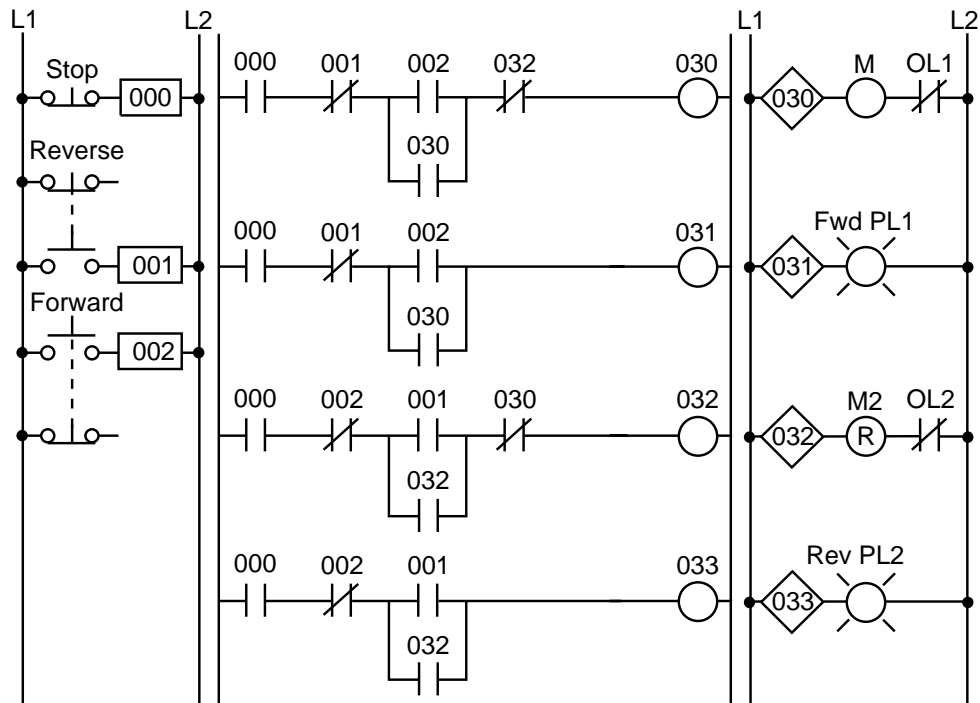 L1 L2 L1 L2
Stop
000
Reverse
001
Forward
002
000 001 002 032 030
030
000 001 002 031
030
000 002 001 030 032
032
000 002 001 033
032
M OL1
030
Fwd PL1
031
M2 OL2
032 R
Rev PL2
033